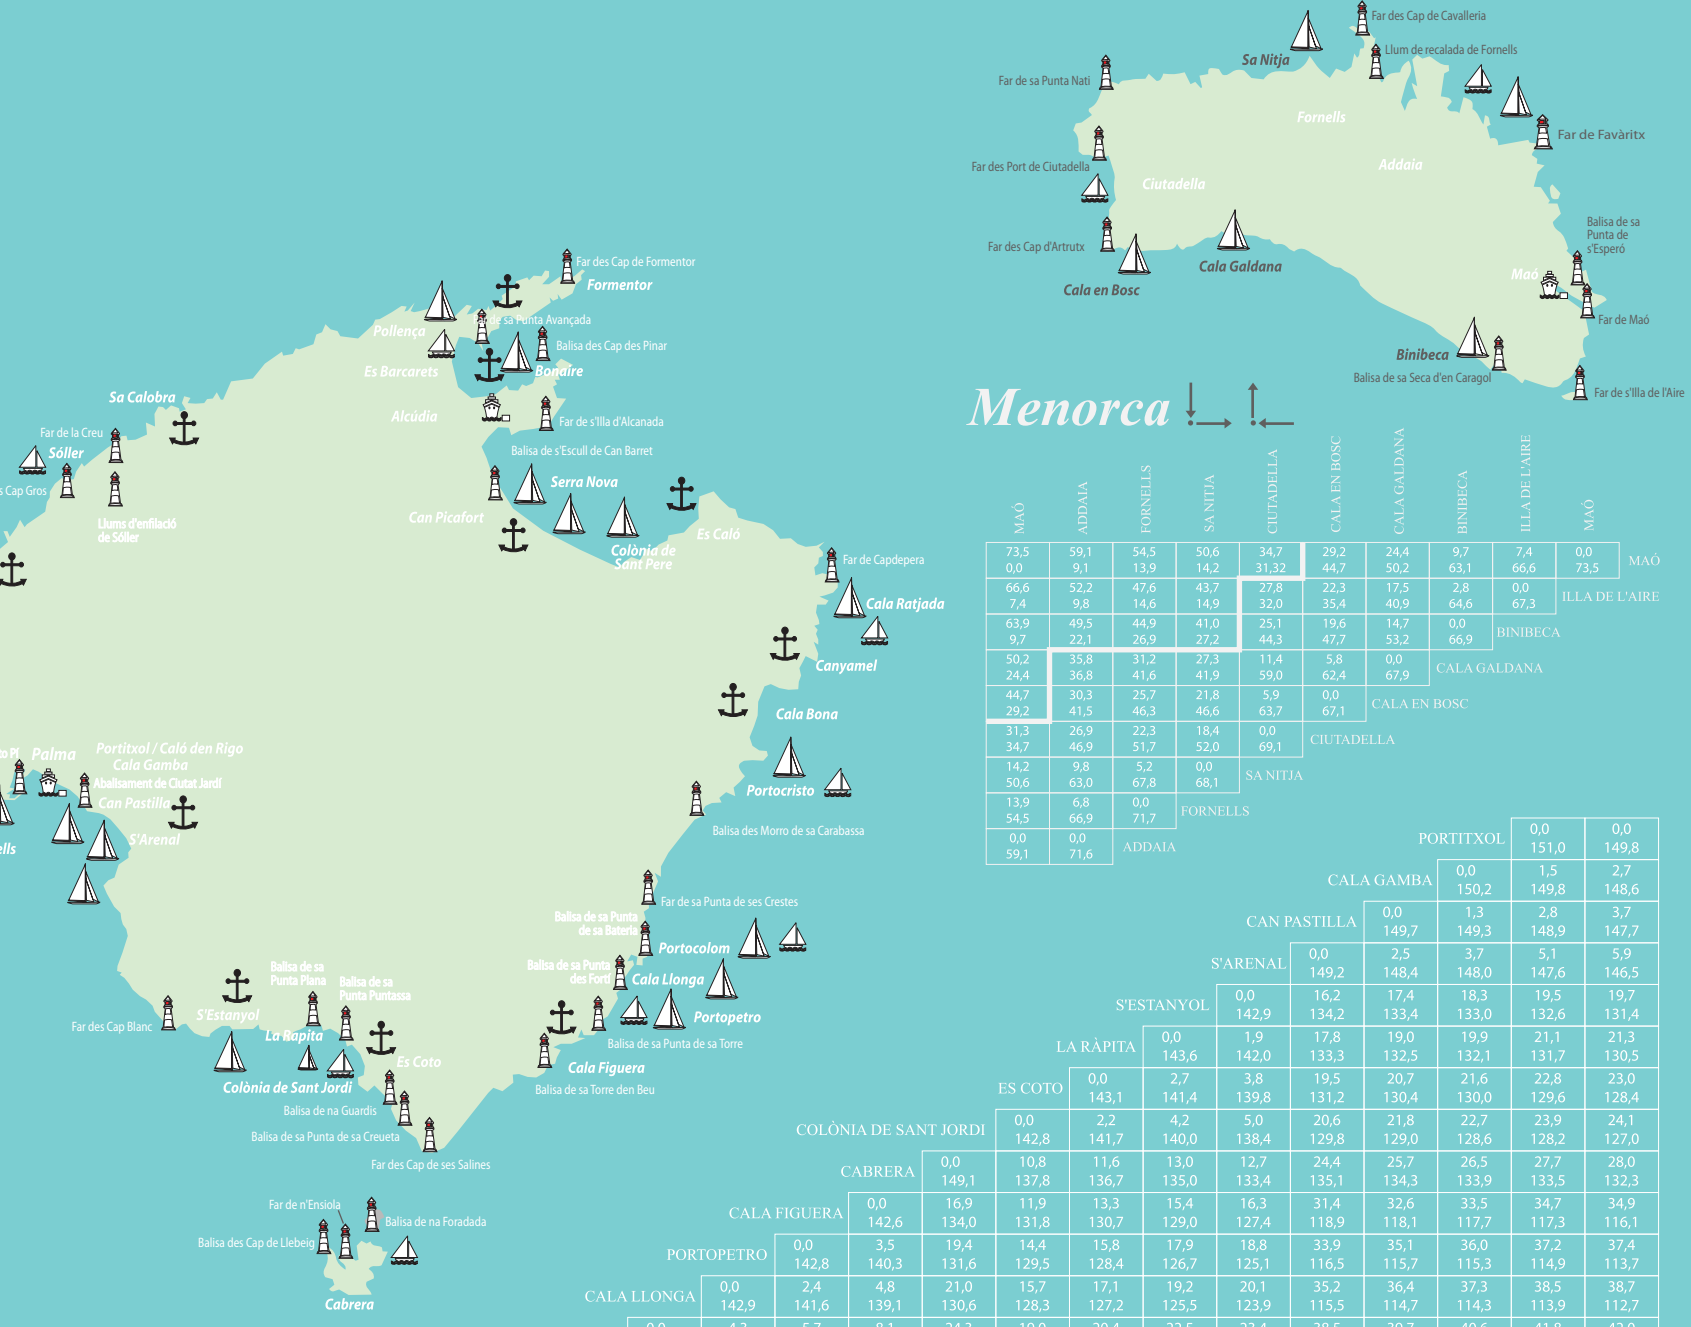 Far des Cap de Cavalleria
Llum de recalada de Fornells
Sa Nitja
Far de sa Punta Nati
Fornells
Far de Favàritx
Addaia
Far des Port de Ciutadella
Ciutadella
Balisa de sa
Punta de
s'Esperó
Far des Cap d'Artrutx
Cala Galdana
Maó
Cala en Bosc
Far de Maó
Binibeca
Balisa de sa Seca d'en Caragol
Far de s'Illa de l'Aire
Far des Cap de Formentor
Formentor
Far de sa Punta Avançada
Pollença
Balisa des Cap des Pinar
Es Barcarets
Bonaire
Sa Calobra
Alcúdia
Far de s'Illa d'Alcanada
Far de la Creu
Sóller
Balisa de s'Escull de Can Barret
s Cap Gros
Serra Nova
Llums d'enfilació
de Sóller
Can Picafort
Es Caló
Colònia de
Sant Pere
Far de Capdepera
Cala Ratjada
Canyamel
Cala Bona
to Pi
Palma
Portitxol / Caló den Rigo
Cala Gamba
Abalisament de Ciutat Jardí
Can Pastilla
Portocristo
S'Arenal
ells
Balisa des Morro de sa Carabassa
Far de sa Punta de ses Crestes
Balisa de sa Punta
de sa Bateria
Portocolom
Balisa de sa Punta
des Fortí
Cala Llonga
Balisa de sa
Punta Plana
Balisa de sa
Punta Puntassa
S'Estanyol
Portopetro
Far des Cap Blanc
La Rapita
Balisa de sa Punta de sa Torre
Es Coto
Cala Figuera
Colònia de Sant Jordi
Balisa de sa Torre den Beu
Balisa de na Guardis
Balisa de sa Punta de sa Creueta
Far des Cap de ses Salines
Far de n'Ensiola
Balisa de na Foradada
Balisa des Cap de Llebeig
Cabrera
Menorca
MAÓ ADDAIA FORNELLS SA NITJA CIUTADELLA CALA EN BOSC CALA GALDANA BINIBECA ILLA DE L'AIRE MAÓ
73,5 59,1 54,5 50,6 34,7 29,2 24,4 9,7 7,4 0,0
0,0 9,1 13,9 14,2 31,32 44,7 50,2 63,1 66,6 73,5
MAÓ
66,6 52,2 47,6 43,7 27,8 22,3 17,5 2,8 0,0
7,4 9,8 14,6 14,9 32,0 35,4 40,9 64,6 67,3
ILLA DE L'AIRE
63,9 49,5 44,9 41,0 25,1 19,6 14,7 0,0
9,7 22,1 26,9 27,2 44,3 47,7 53,2 66,9
BINIBECA
50,2 35,8 31,2 27,3 11,4 5,8 0,0
24,4 36,8 41,6 41,9 59,0 62,4 67,9
CALA GALDANA
44,7 30,3 25,7 21,8 5,9 0,0
29,2 41,5 46,3 46,6 63,7 67,1
CALA EN BOSC
31,3 26,9 22,3 18,4 0,0
34,7 46,9 51,7 52,0 69,1
CIUTADELLA
14,2 9,8 5,2 0,0
50,6 63,0 67,8 68,1
SA NITJA
13,9 6,8 0,0
54,5 66,9 71,7
FORNELLS
0,0 0,0
59,1 71,6
ADDAIA
PORTITXOL
0,0 0,0
151,0 149,8
CALA GAMBA
0,0 1,5 2,7
150,2 149,8 148,6
CAN PASTILLA
0,0 1,3 2,8 3,7
149,7 149,3 148,9 147,7
S'ARENAL
0,0 2,5 3,7 5,1 5,9
149,2 148,4 148,0 147,6 146,5
S'ESTANYOL
0,0 16,2 17,4 18,3 19,5 19,7
142,9 134,2 133,4 133,0 132,6 131,4
LA RÀPITA
0,0 1,9 17,8 19,0 19,9 21,1 21,3
143,6 142,0 133,3 132,5 132,1 131,7 130,5
ES COTO
0,0 2,7 3,8 19,5 20,7 21,6 22,8 23,0
143,1 141,4 139,8 131,2 130,4 130,0 129,6 128,4
COLÒNIA DE SANT JORDI
0,0 2,2 4,2 5,0 20,6 21,8 22,7 23,9 24,1
142,8 141,7 140,0 138,4 129,8 129,0 128,6 128,2 127,0
CABRERA
0,0 10,8 11,6 13,0 12,7 24,4 25,7 26,5 27,7 28,0
149,1 137,8 136,7 135,0 133,4 135,1 134,3 133,9 133,5 132,3
CALA FIGUERA
0,0 16,9 11,9 13,3 15,4 16,3 31,4 32,6 33,5 34,7 34,9
142,6 134,0 131,8 130,7 129,0 127,4 118,9 118,1 117,7 117,3 116,1
PORTOPETRO
0,0 3,5 19,4 14,4 15,8 17,9 18,8 33,9 35,1 36,0 37,2 37,4
142,8 140,3 131,6 129,5 128,4 126,7 125,1 116,5 115,7 115,3 114,9 113,7
CALA LLONGA
0,0 2,4 4,8 21,0 15,7 17,1 19,2 20,1 35,2 36,4 37,3 38,5 38,7
142,9 141,6 139,1 130,6 128,3 127,2 125,5 123,9 115,5 114,7 114,3 113,9 112,7